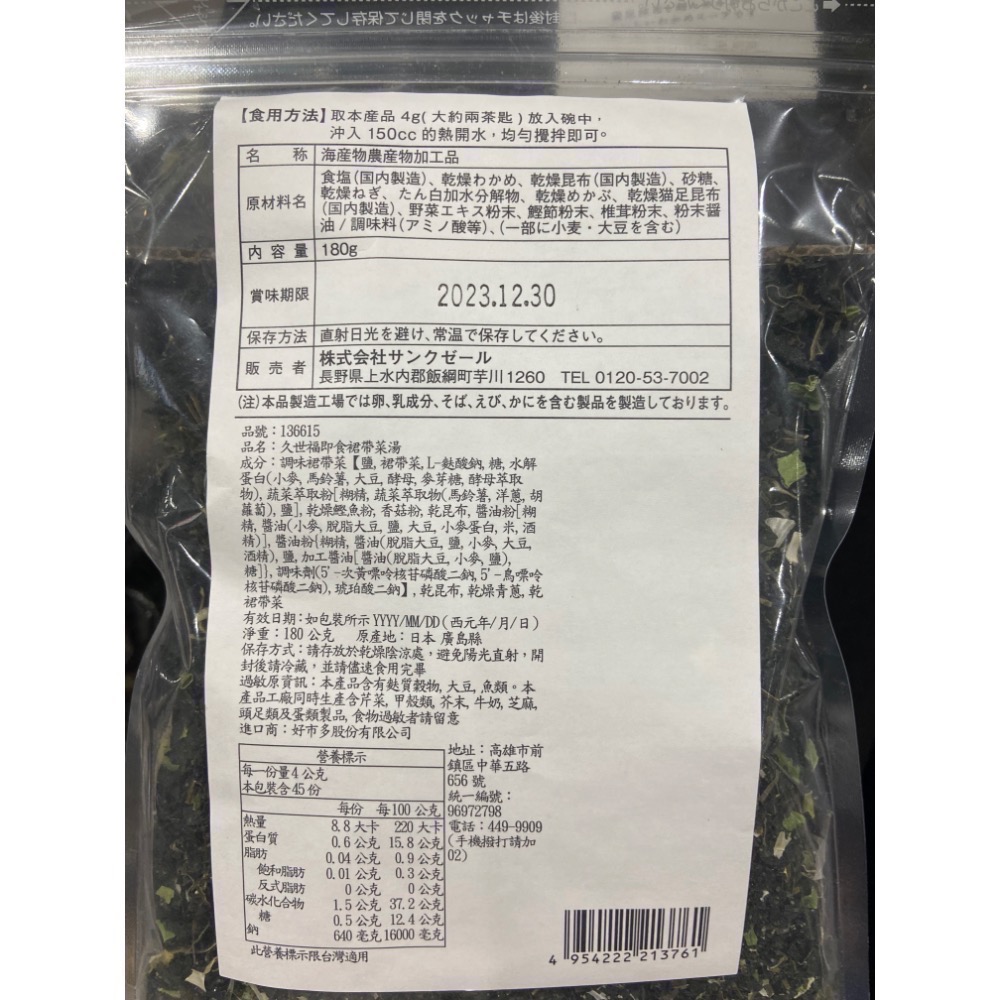 【食用方法】取本産品 4g( 大約兩茶匙 ) 放入碗中，
沖入 150cc 的熱開水，均勻攪拌即可。
名 称 海産物農産物加工品
原材料名 食塩(国内製造)、乾燥わかめ、乾燥昆布(国内製造)、砂糖、
乾燥ねぎ、たん白加水分解物、乾燥めかぶ、乾燥猫足昆布
(国内製造)、野菜エキス粉末、鰹節粉末、椎茸粉末、粉末醤
油 / 調味料(アミノ酸等)、(一部に小麦・大豆を含む)
内 容 量 180g
賞味期限 2023.12.30
保存方法 直射日光を避け、常温で保存してください。
販 売 者 株式会社サンクゼール
長野県上水内郡飯綱町芋川1260 TEL 0120-53-7002
(注)本品製造工場では卵、乳成分、そば、えび、かにを含む製品を製造しております。
品號：136615
品名：久世福即食裙帶菜湯
成分：調味裙帶菜【鹽, 裙帶菜, L-麩酸鈉, 糖, 水解
蛋白(小麥, 馬鈴薯, 大豆, 酵母, 麥芽糖, 酵母萃取
物), 蔬菜萃取粉[糊精, 蔬菜萃取物(馬鈴薯, 洋蔥, 胡
蘿蔔), 鹽], 乾燥鰹魚粉, 香菇粉, 乾昆布, 醬油粉[糊
精, 醬油(小麥, 脫脂大豆, 鹽, 大豆, 小麥蛋白, 米, 酒
精)], 醬油粉{糊精, 醬油(脫脂大豆, 鹽, 小麥, 大豆,
酒精), 鹽, 加工醬油[醬油(脫脂大豆, 小麥, 鹽),
糖]}, 調味劑(5'-次黃嘌呤核苷磷酸二鈉, 5'-鳥嘌呤
核苷磷酸二鈉), 琥珀酸二鈉】, 乾昆布, 乾燥青蔥, 乾
裙帶菜
有效日期：如包裝所示 YYYY/MM/DD (西元年/月/日)
淨重：180 公克 原產地：日本 廣島縣
保存方式：請存放於乾燥陰涼處，避免陽光直射，開
封後請冷藏，並請儘速食用完畢
過敏原資訊：本產品含有麩質穀物, 大豆, 魚類。本
產品工廠同時生產含芹菜, 甲殼類, 芥末, 牛奶, 芝麻,
頭足類及蛋類製品, 食物過敏者請留意
進口商：好市多股份有限公司
地址：高雄市前
鎮區中華五路
656 號
統一編號：
96972798
電話：449-9909
(手機撥打請加
02)
營養標示
每一份量4 公克
本包裝含45 份
每份 每100 公克
熱量 8.8 大卡 220 大卡
蛋白質 0.6 公克 15.8 公克
脂肪 0.04 公克 0.9 公克
飽和脂肪 0.01 公克 0.3 公克
反式脂肪 0 公克 0 公克
碳水化合物 1.5 公克 37.2 公克
糖 0.5 公克 12.4 公克
鈉 640 毫克 16000 毫克
此營養標示限台灣適用
4 954222 213761